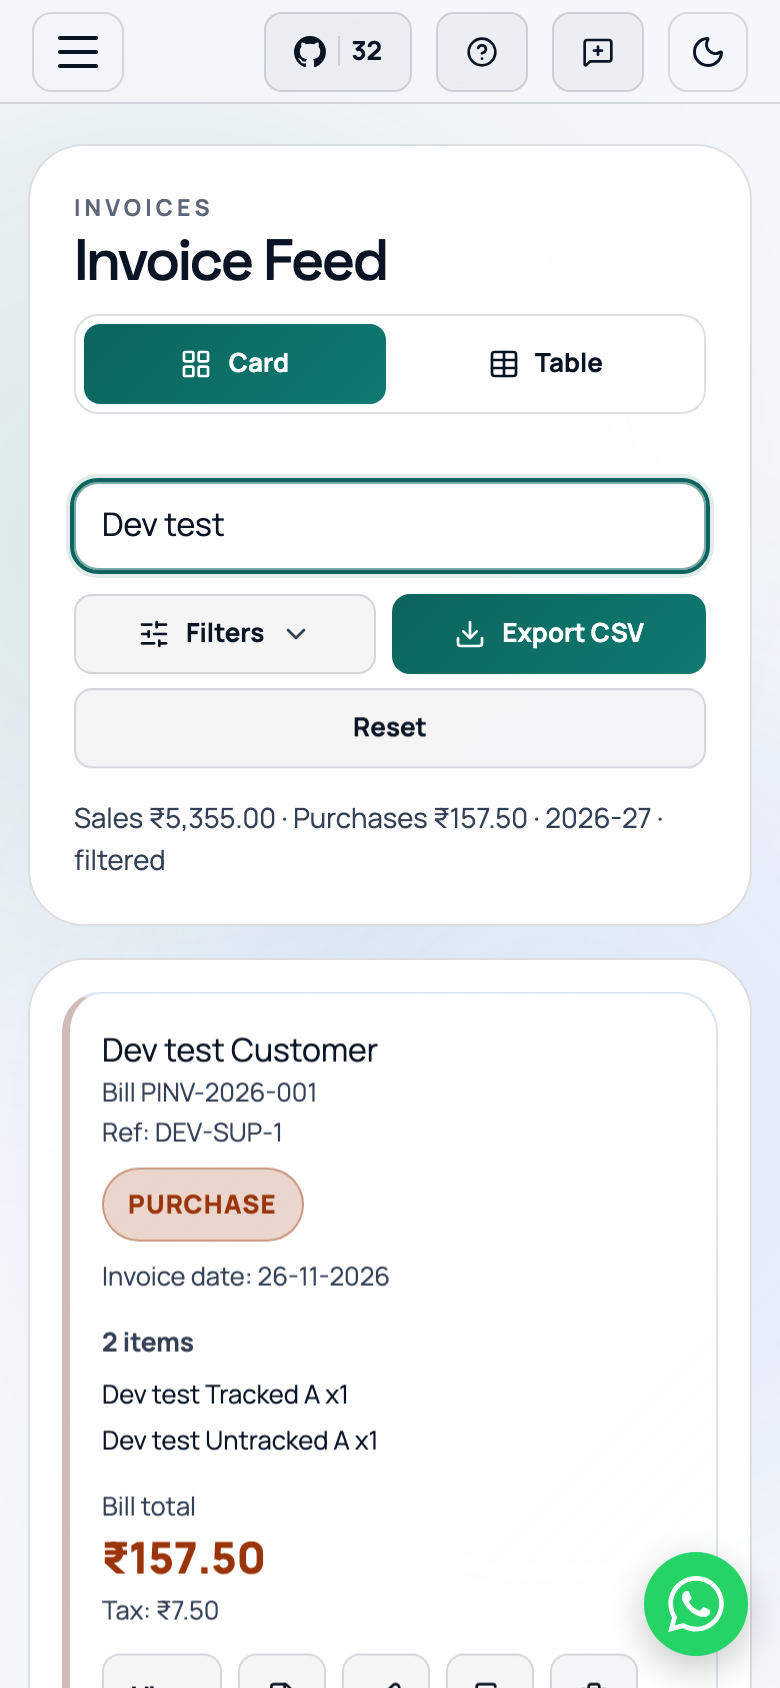 32
INVOICES
Invoice Feed
Card
Table
Dev test
Filters
Export CSV
Reset
Sales ₹5,355.00 · Purchases ₹157.50 · 2026-27 ·
filtered
Dev test Customer
Bill PINV-2026-001
Ref: DEV-SUP-1
PURCHASE
Invoice date: 26-11-2026
2 items
Dev test Tracked A x1
Dev test Untracked A x1
Bill total
₹157.50
Tax: ₹7.50